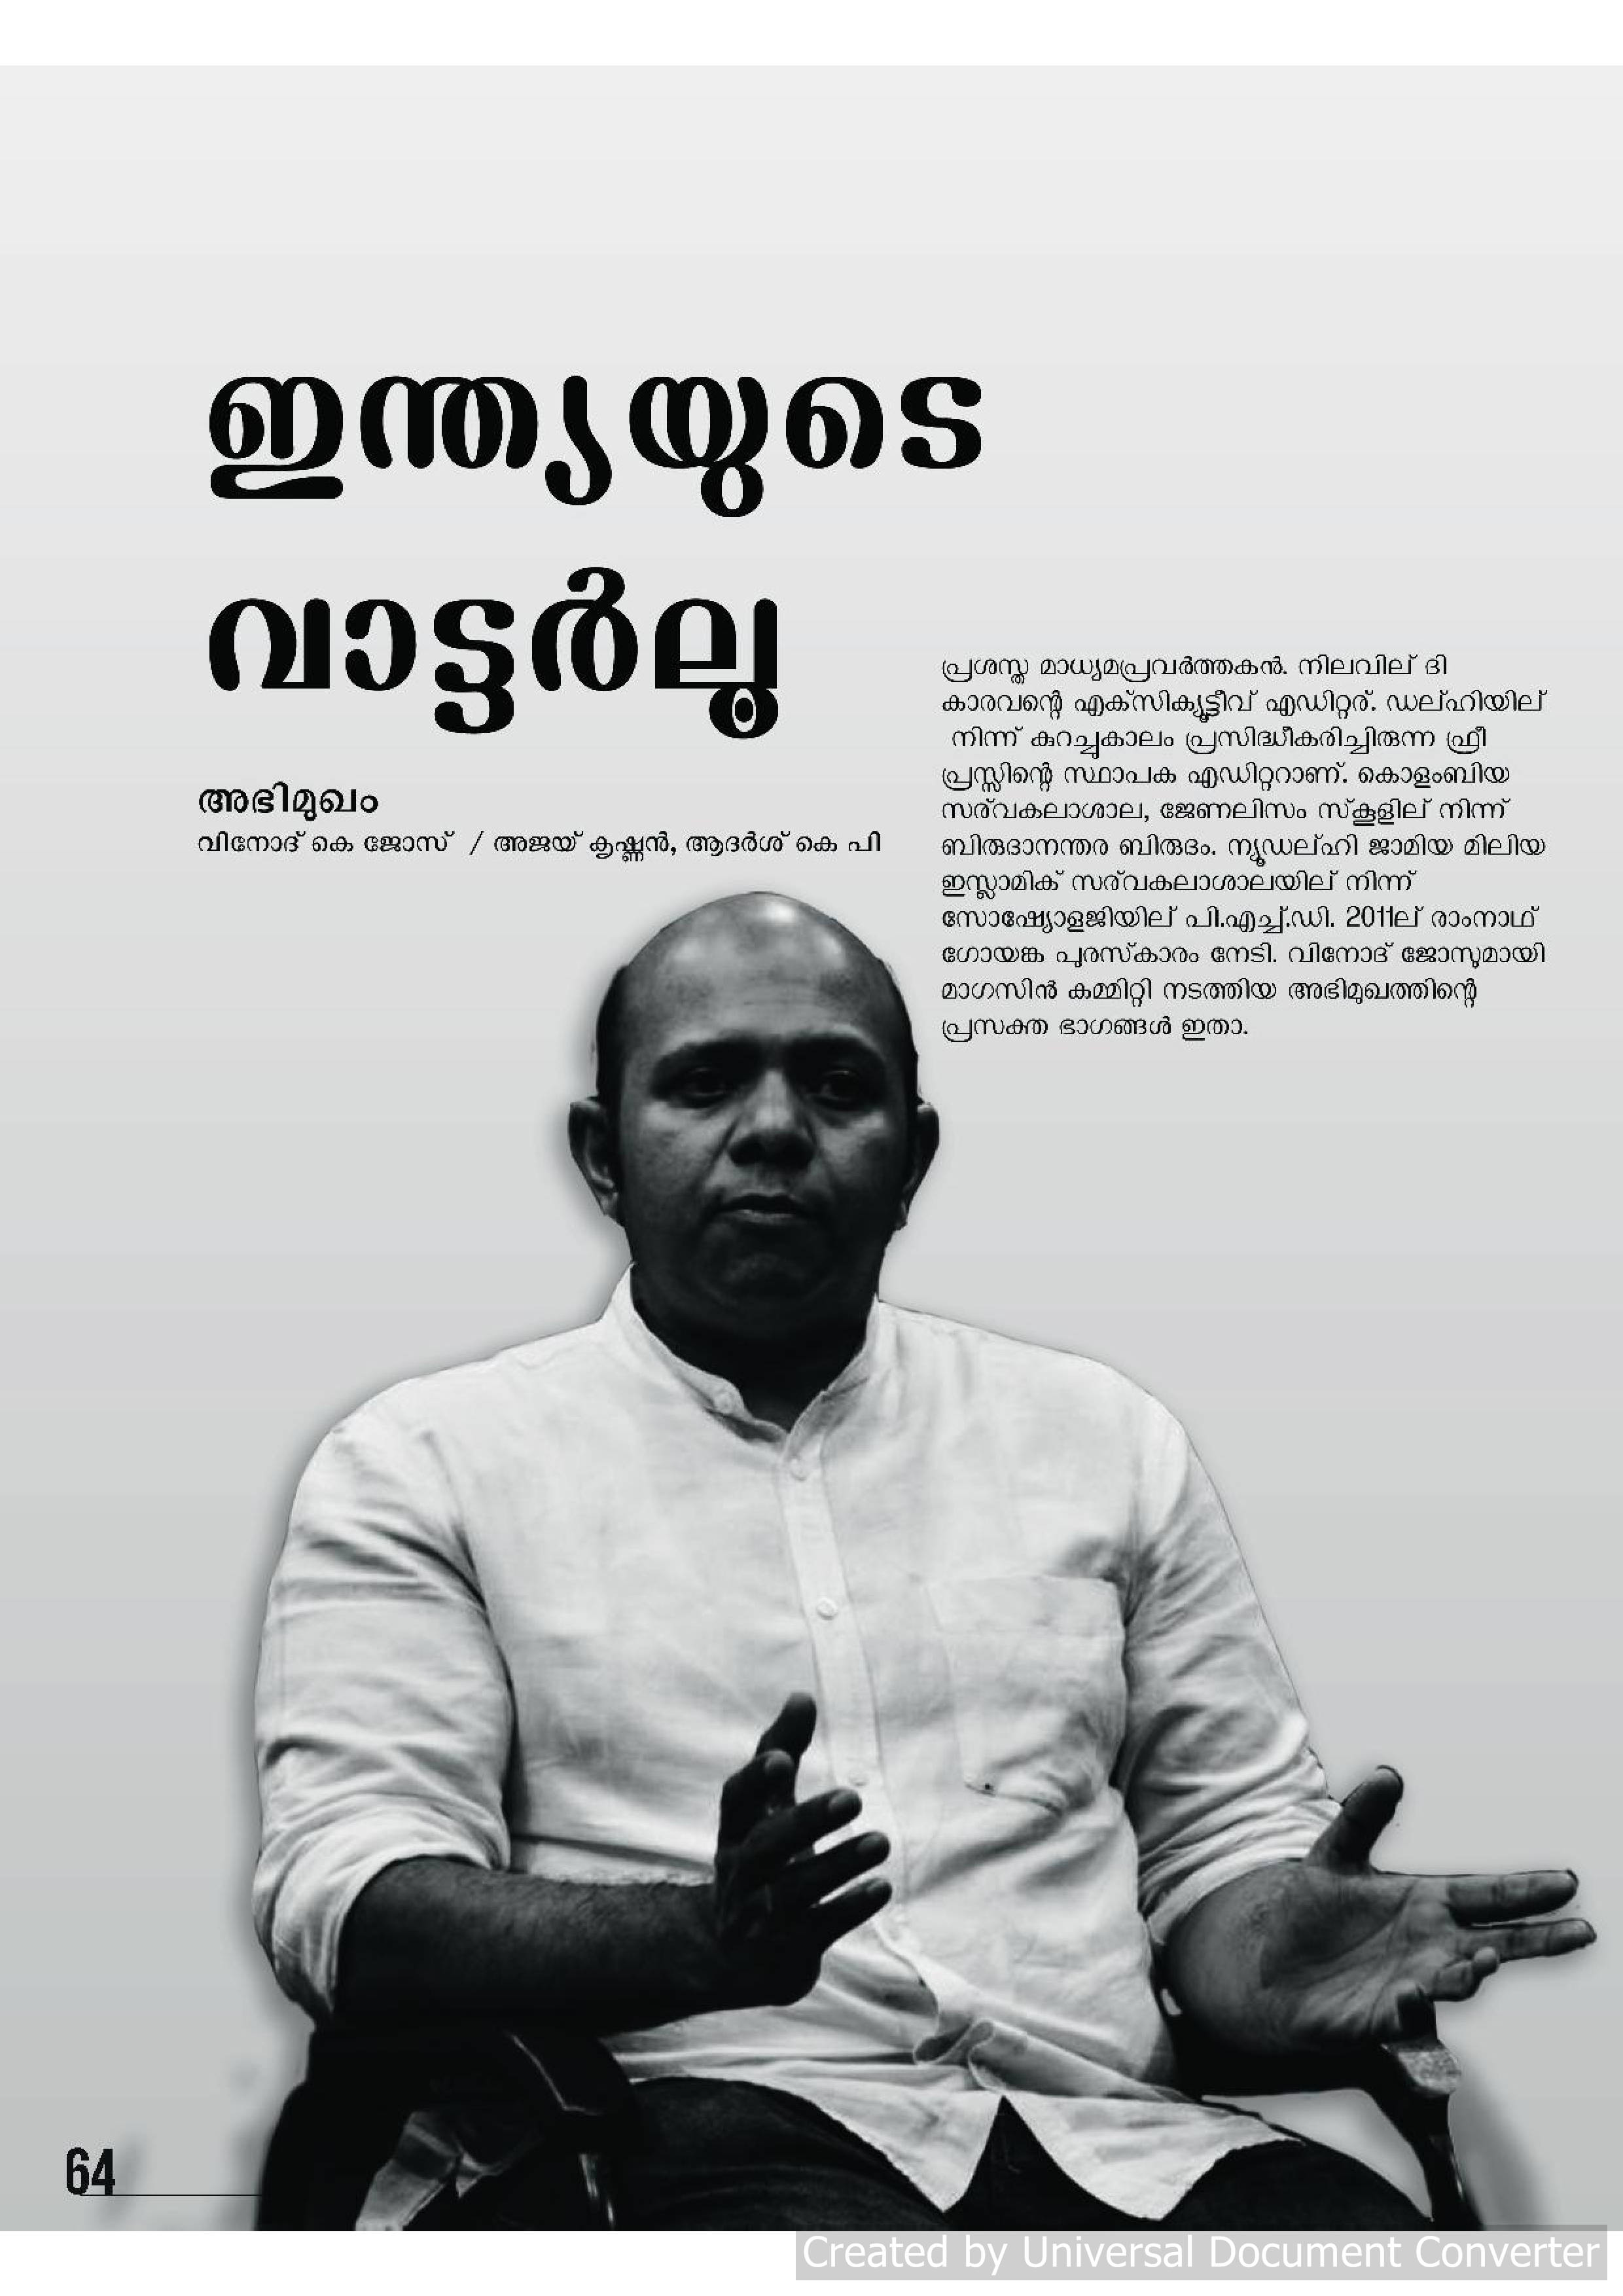 ഇന്ത്യയുടെ
വാട്ടർലൂ
അഭിമുഖം
വിനോദ് കെ ജോസ് / അജയ് കൃഷ്ണൻ, ആദർശ് കെ പി
പ്രശസ്ത മാധ്യമപ്രവർത്തകൻ. നിലവില് ദി
കാരവന്റെ എക്സിക്യൂട്ടീവ് എഡിറ്റര്. ഡല്ഹിയില്
നിന്ന് കുറച്ചുകാലം പ്രസിദ്ധീകരിച്ചിരുന്ന ഫ്രീ
പ്രസ്സിന്റെ സ്ഥാപക എഡിറ്ററാണ്. കൊളംബിയ
സര്വകലാശാല, ജേണലിസം സ്കൂളില് നിന്ന്
ബിരുദാനന്തര ബിരുദം. ന്യൂഡല്ഹി ജാമിയ മിലിയ
ഇസ്ലാമിക് സര്വകലാശാലയില് നിന്ന്
സോഷ്യോളജിയില് പി.എച്ച്.ഡി. 2011ല് രാംനാഥ്
ഗോയങ്ക പുരസ്കാരം നേടി. വിനോദ് ജോസുമായി
മാഗസിൻ കമ്മിറ്റി നടത്തിയ അഭിമുഖത്തിന്റെ
പ്രസക്ത ഭാഗങ്ങൾ ഇതാ.
64
Created by Universal Document Converter